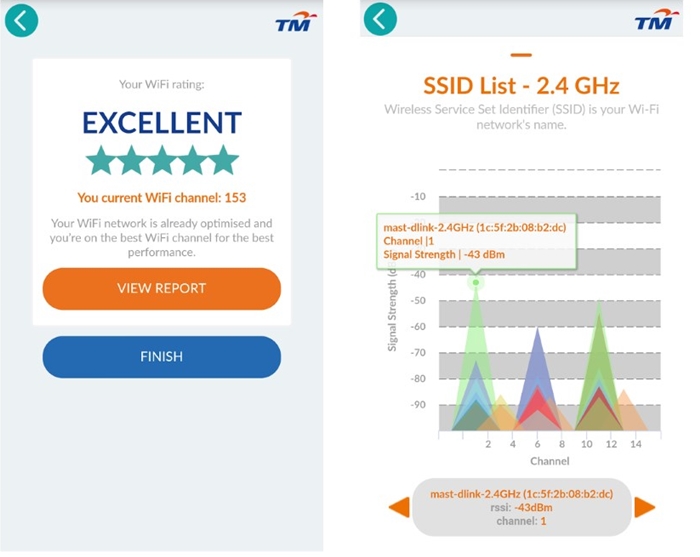 TM
Your WiFi rating:
EXCELLENT
You current WiFi channel: 153
Your WiFi network is already optimised and
you're on the best WiFi channel for the best
performance.
VIEW REPORT
FINISH
TM
SSID List - 2.4 GHz
Wireless Service Set Identifier (SSID) is your Wi-Fi
network's name.
-10
mast-dlink-2.4GHz (1c:5f:2b:08:b2:dc)
Channel |1
Signal Strength | -43 dBm
Signal Strength (d
-40
-50
-60
-70
-80
-90
2 4 6 8 10 12 14
Channel
mast-dlink-2.4GHz (1c:5f:2b:08:b2:dc)
rssi: -43dBm
channel: 1